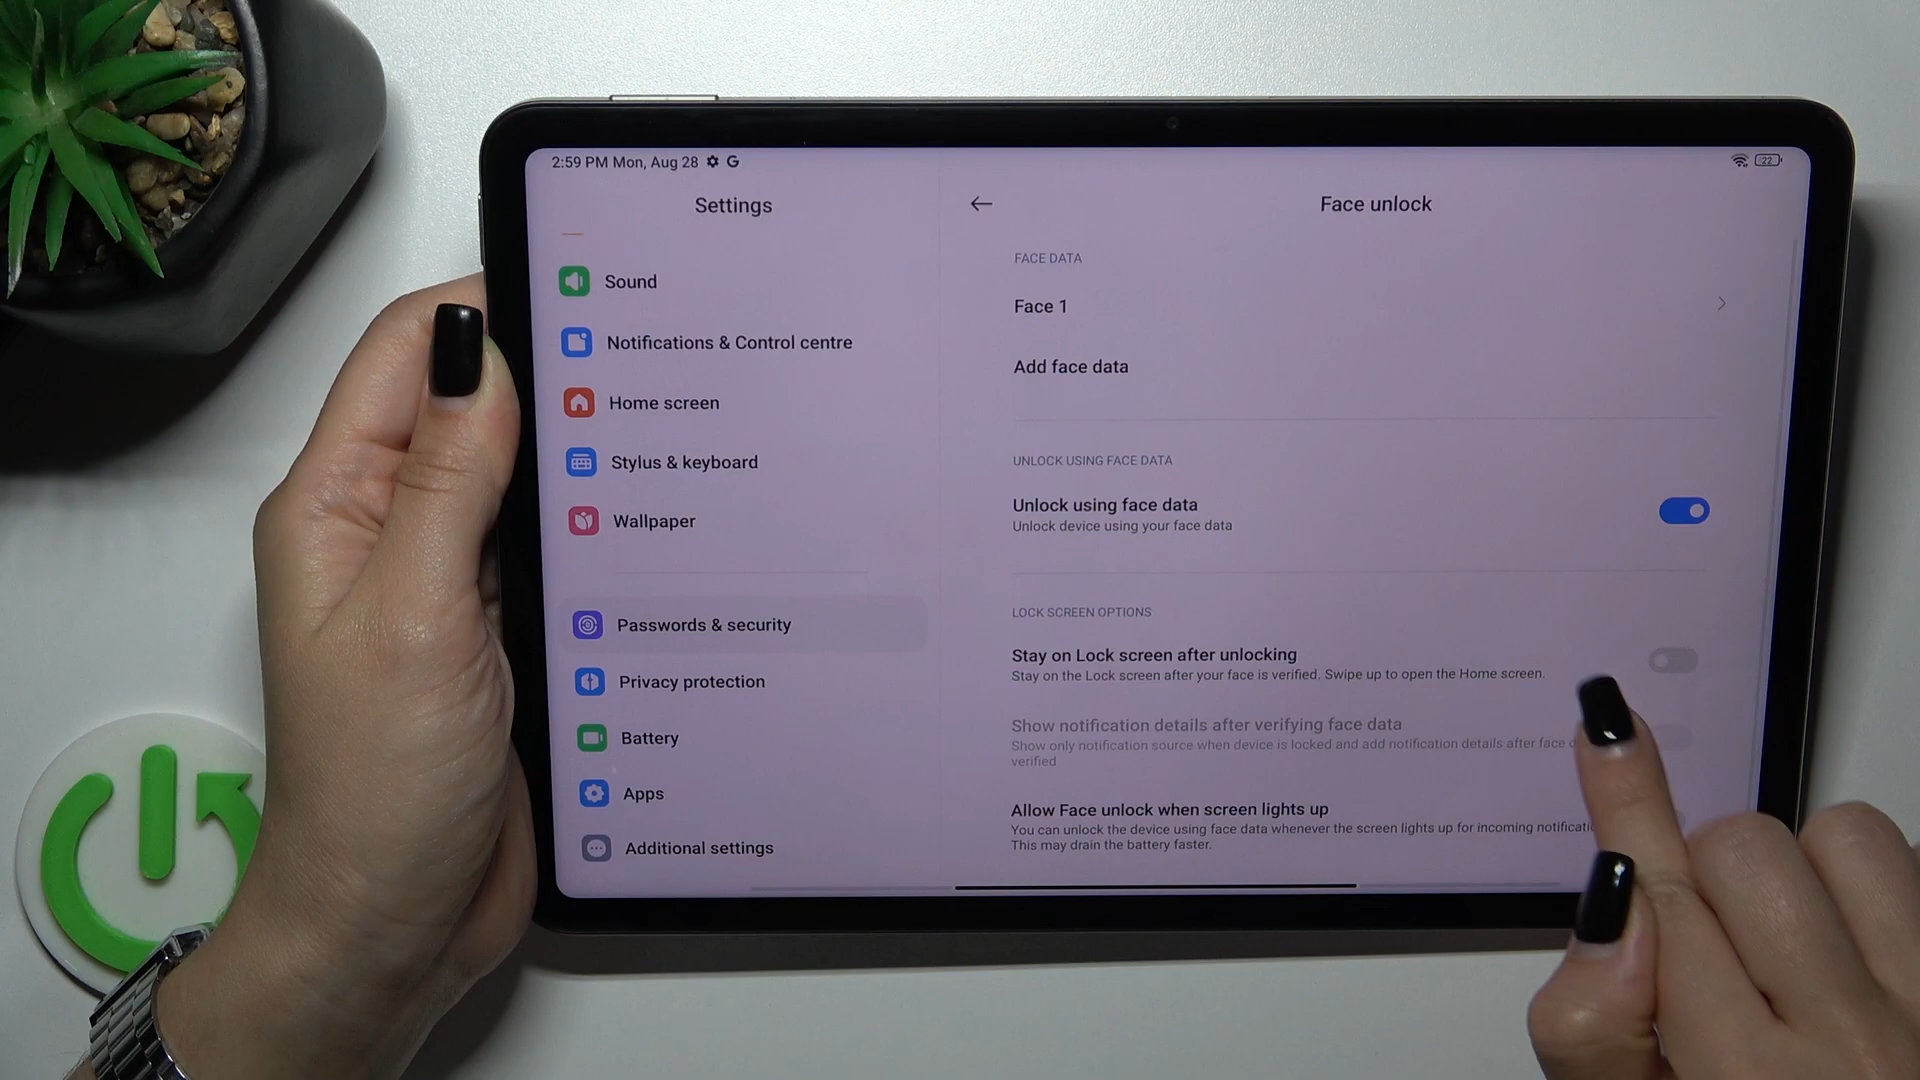 2:59 PM Mon, Aug 28 G
22
Settings
Sound
Notifications & Control centre
Home screen
Stylus & keyboard
Wallpaper
Passwords & security
Privacy protection
Battery
Apps
Additional settings
Face unlock
FACE DATA
Face 1
Add face data
UNLOCK USING FACE DATA
Unlock using face data
Unlock device using your face data
LOCK SCREEN OPTIONS
Stay on Lock screen after unlocking
Stay on the Lock screen after your face is verified. Swipe up to open the Home screen.
Show notification details after verifying face data
Show only notification source when device is locked and add notification details after face
verified
Allow Face unlock when screen lights up
You can unlock the device using face data whenever the screen lights up for incoming
This may drain the battery faster.